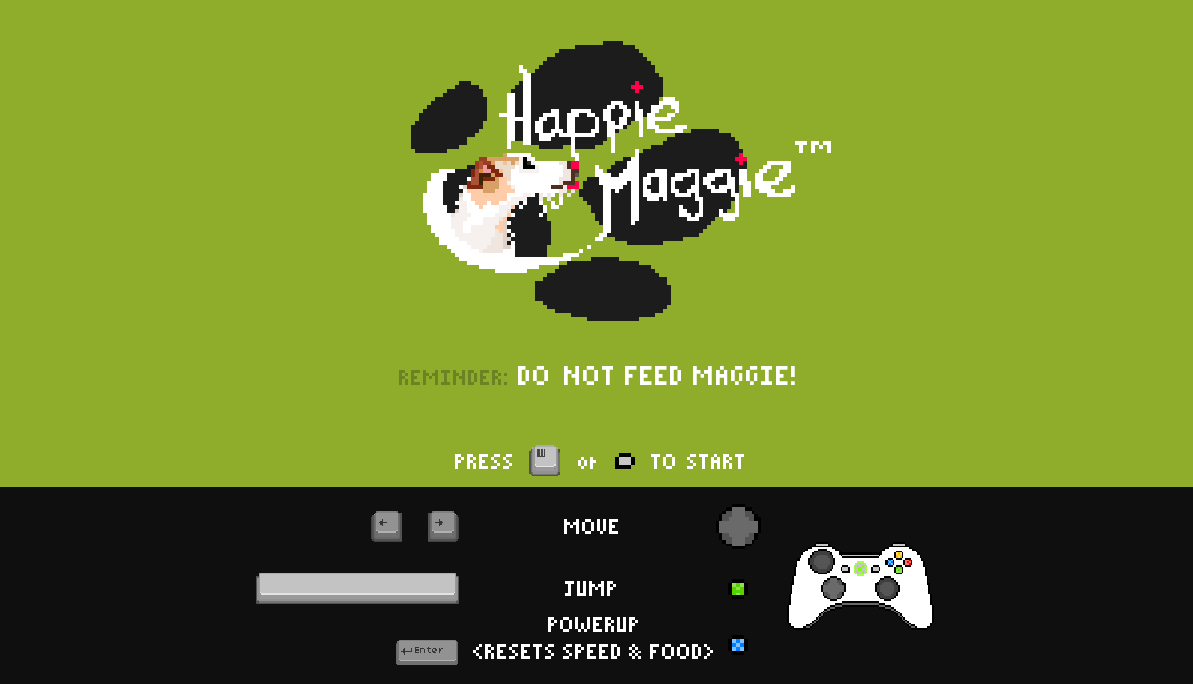 Happie
Maggie™
REMINDER: DO NOT FEED MAGGIE!
PRESS W or TO START
← → MOVE
JUMP
POWERUP
↵Enter <RESETS SPEED & FOOD>